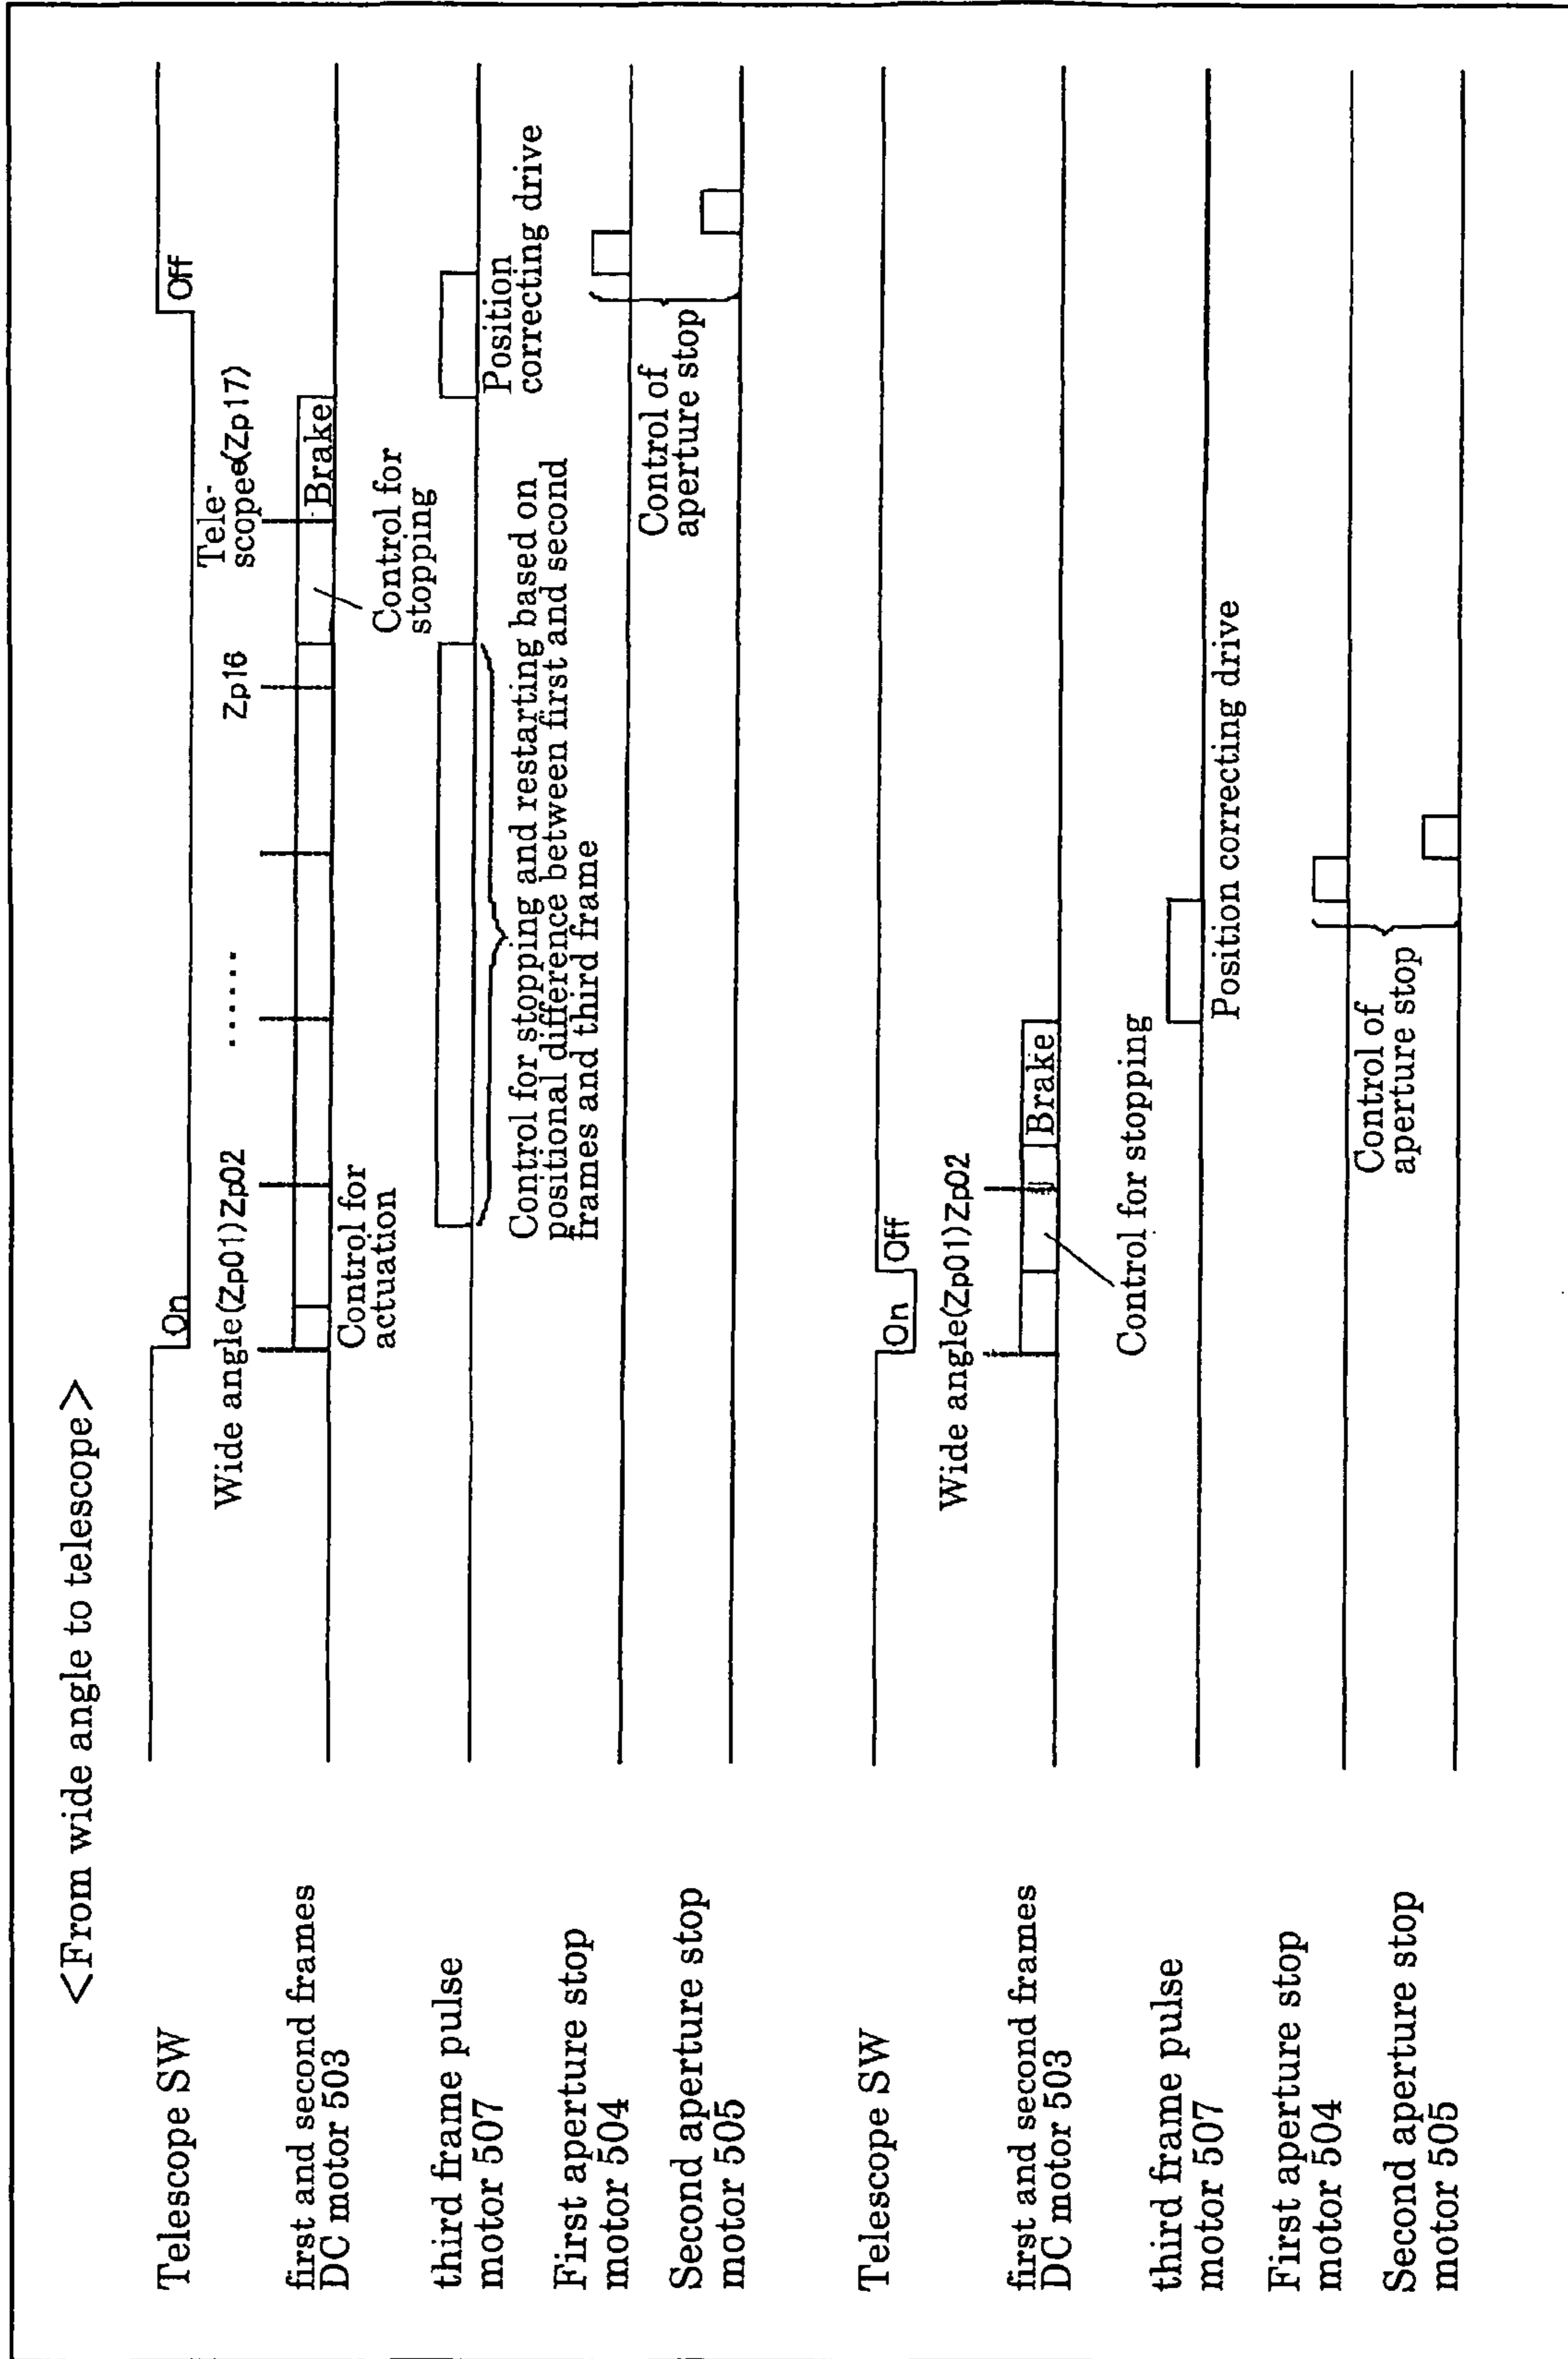 <From wide angle to telescope>
Telescope SW
On
Off
Wide angle(Zp01)Zp02
......
Zp16
Tele-
scopee(Zp17)
first and second frames
DC motor 503
Brake
Control for
actuation
Control for
stopping
third frame pulse
motor 507
Control for stopping and restarting based on
positional difference between first and second
frames and third frame
Position
correcting drive
First aperture stop
motor 504
Control of
aperture stop
Second aperture stop
motor 505
Telescope SW
On
Off
Wide angle(Zp01)Zp02
first and second frames
DC motor 503
Brake
Control for stopping
third frame pulse
motor 507
Position correcting drive
First aperture stop
motor 504
Control of
aperture stop
Second aperture stop
motor 505